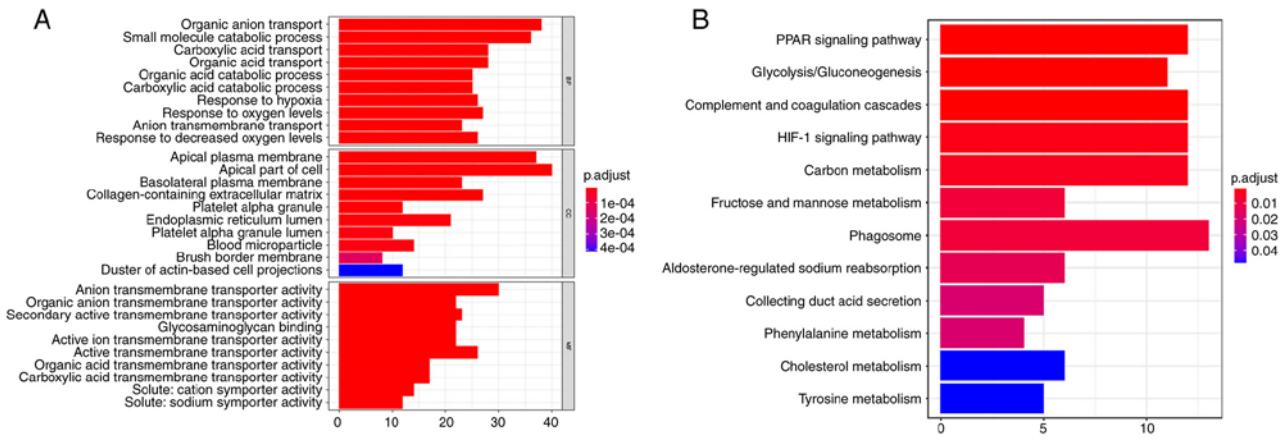 A
Organic anion transport
Small molecule catabolic process
Carboxylic acid transport
Organic acid transport
Organic acid catabolic process
Carboxylic acid catabolic process
Response to hypoxia
Response to oxygen levels
Anion transmembrane transport
Response to decreased oxygen levels
BP
Apical plasma membrane
Apical part of cell
Basolateral plasma membrane
Collagen-containing extracellular matrix
Platelet alpha granule
Endoplasmic reticulum lumen
Platelet alpha granule lumen
Blood microparticle
Brush border membrane
Duster of actin-based cell projections
CC
Anion transmembrane transporter activity
Organic anion transmembrane transporter activity
Secondary active transmembrane transporter activity
Glycosaminoglycan binding
Active ion transmembrane transporter activity
Active transmembrane transporter activity
Organic acid transmembrane transporter activity
Carboxylic acid transmembrane transporter activity
Solute: cation symporter activity
Solute: sodium symporter activity
MF
0 10 20 30 40
p.adjust
1e-04
2e-04
3e-04
4e-04
B
PPAR signaling pathway
Glycolysis/Gluconeogenesis
Complement and coagulation cascades
HIF-1 signaling pathway
Carbon metabolism
Fructose and mannose metabolism
Phagosome
Aldosterone-regulated sodium reabsorption
Collecting duct acid secretion
Phenylalanine metabolism
Cholesterol metabolism
Tyrosine metabolism
0 5 10
p.adjust
0.01
0.02
0.03
0.04